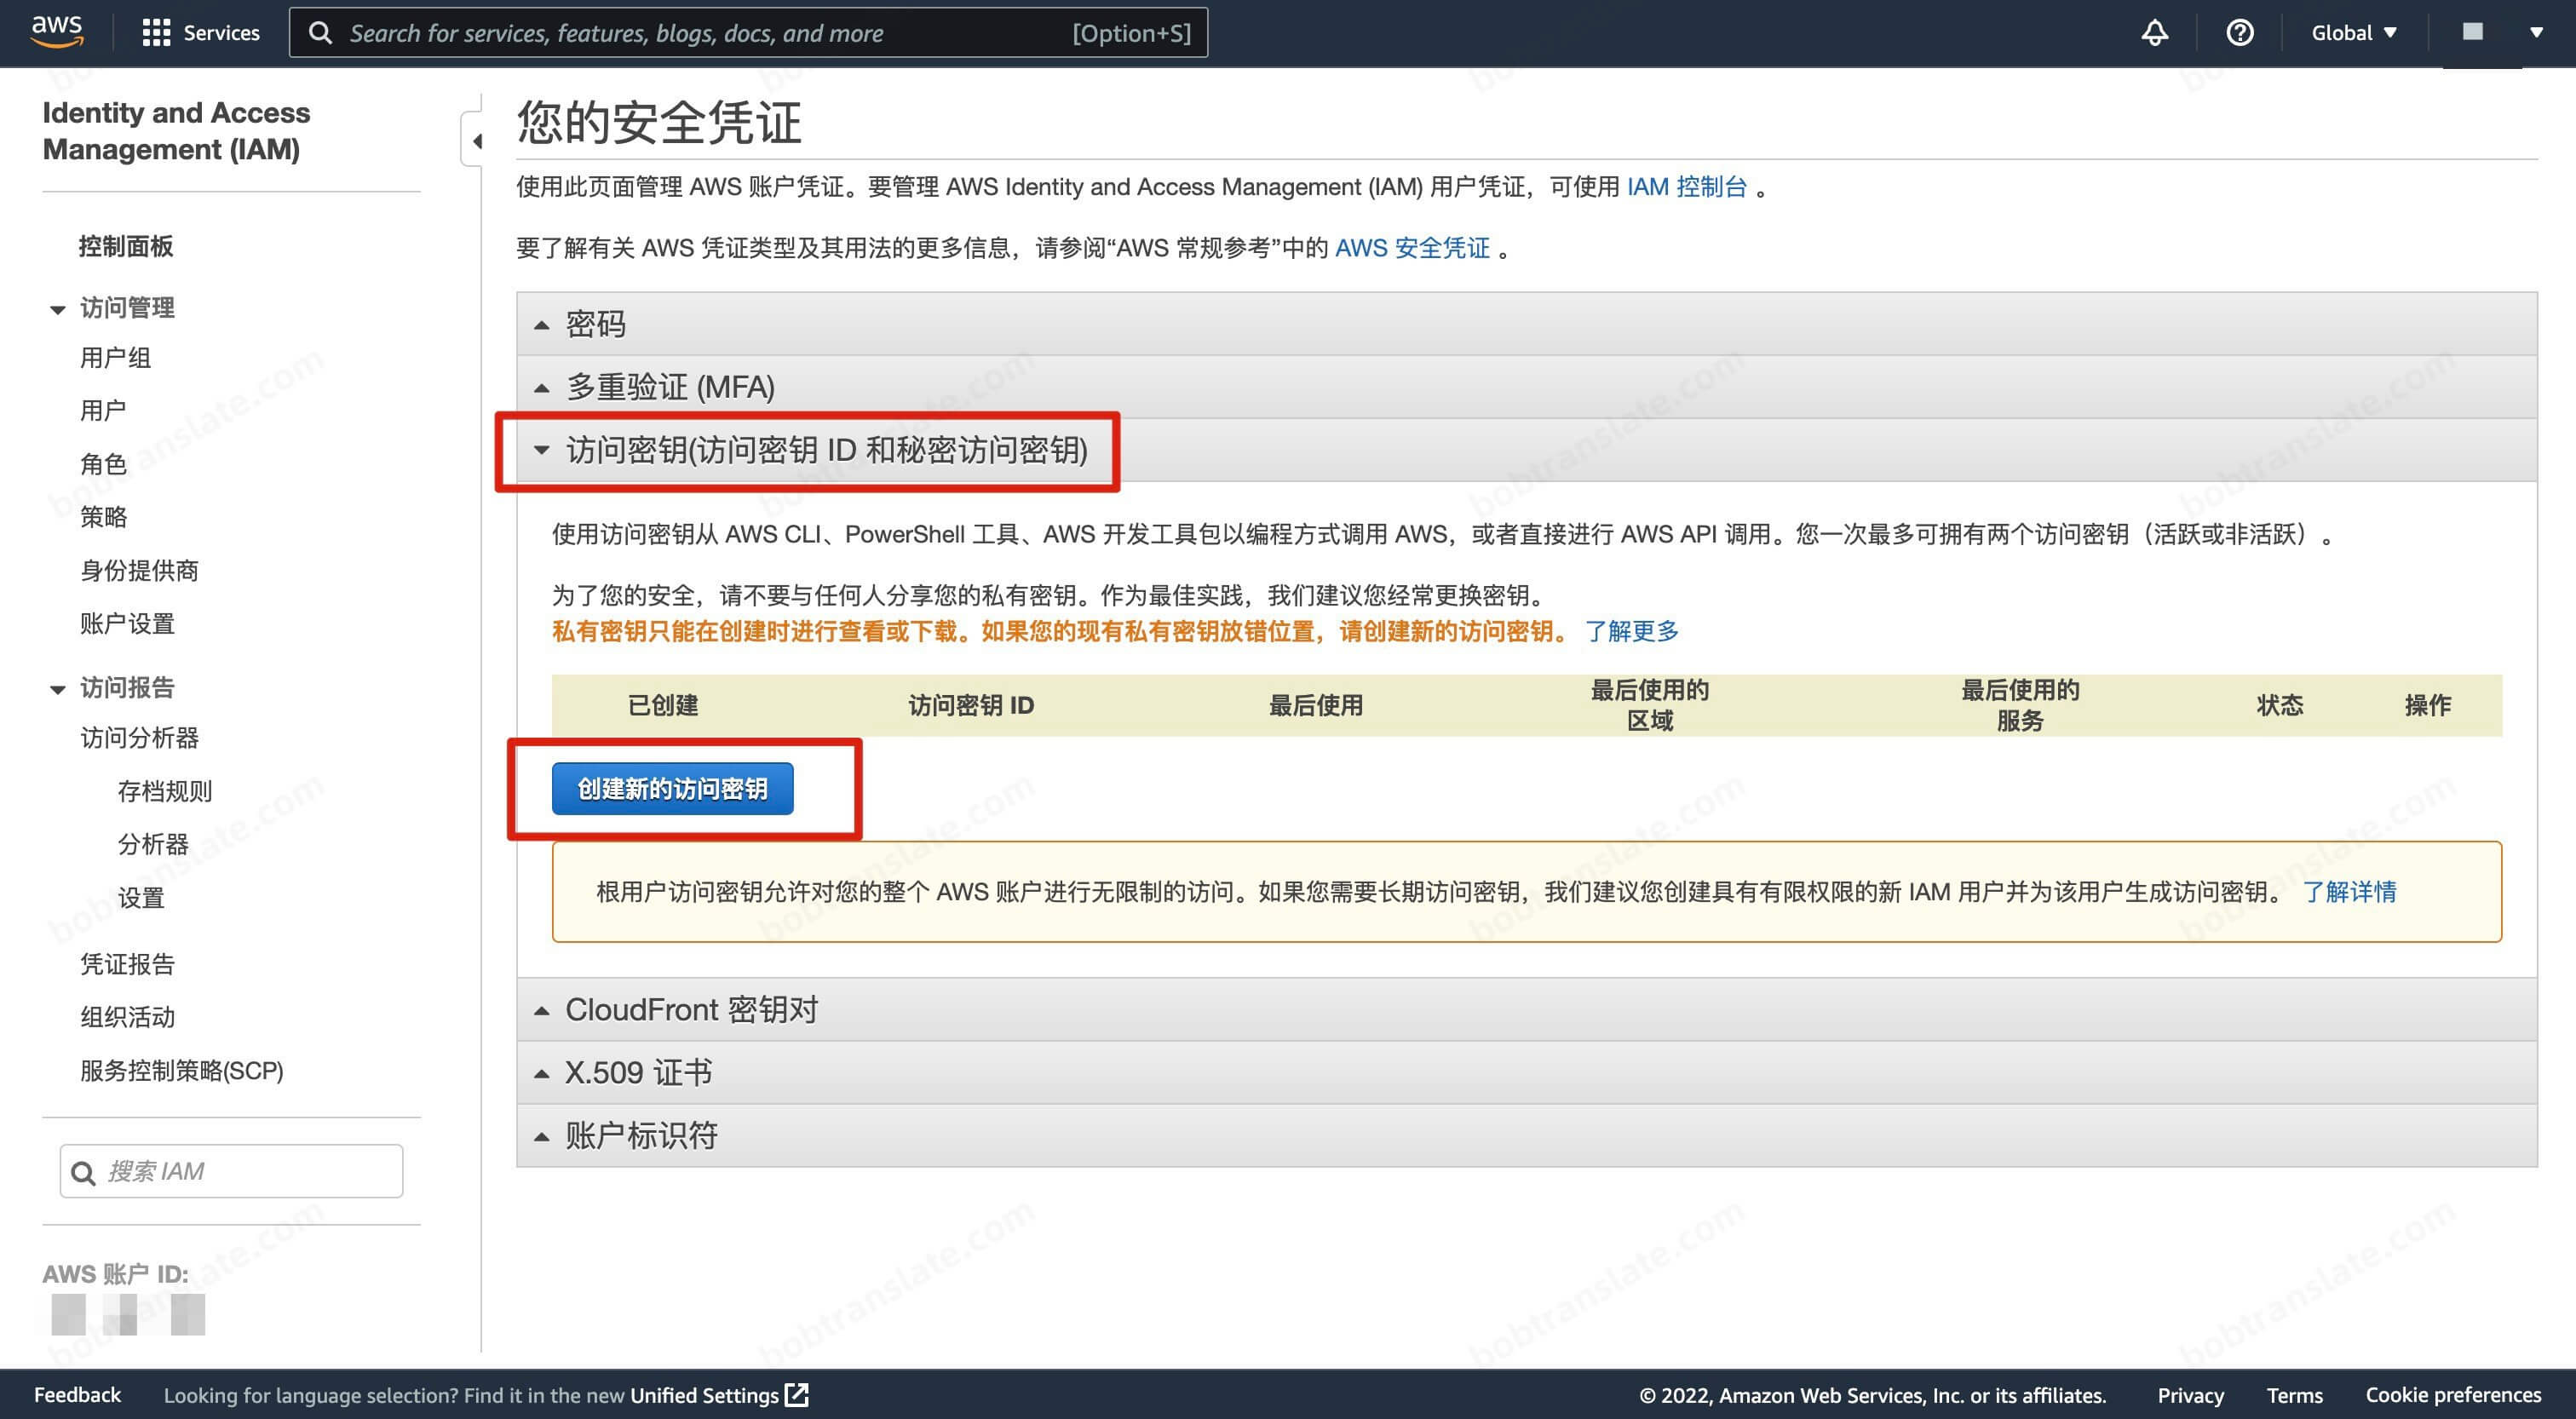 aws
Services
Search for services, features, blogs, docs, and more
[Option+S]
Global
Identity and Access
Management (IAM)
控制面板
访问管理
用户组
用户
角色
策略
身份提供商
账户设置
访问报告
访问分析器
存档规则
分析器
设置
凭证报告
组织活动
服务控制策略(SCP)
搜索 IAM
AWS 账户 ID:
您的安全凭证
使用此页面管理 AWS 账户凭证。要管理 AWS Identity and Access Management (IAM) 用户凭证，可使用 IAM 控制台 。
要了解有关 AWS 凭证类型及其用法的更多信息，请参阅“AWS 常规参考”中的 AWS 安全凭证 。
密码
多重验证 (MFA)
访问密钥(访问密钥 ID 和秘密访问密钥)
使用访问密钥从 AWS CLI、PowerShell 工具、AWS 开发工具包以编程方式调用 AWS，或者直接进行 AWS API 调用。您一次最多可拥有两个访问密钥（活跃或非活跃）。
为了您的安全，请不要与任何人分享您的私有密钥。作为最佳实践，我们建议您经常更换密钥。
私有密钥只能在创建时进行查看或下载。如果您的现有私有密钥放错位置，请创建新的访问密钥。 了解更多
已创建 访问密钥 ID 最后使用 最后使用的 最后使用的 状态 操作
区域 服务
创建新的访问密钥
根用户访问密钥允许对您的整个 AWS 账户进行无限制的访问。如果您需要长期访问密钥，我们建议您创建具有有限权限的新 IAM 用户并为该用户生成访问密钥。 了解详情
CloudFront 密钥对
X.509 证书
账户标识符
bobtranslate.com
bobtranslate.com
bobtranslate.com
bobtranslate.com
bobtranslate.com
bobtranslate.com
bobtranslate.com
bobtranslate.com
bobtranslate.com
bobtranslate.com
bobtranslate.com
bobtranslate.com
Feedback
Looking for language selection? Find it in the new Unified Settings
© 2022, Amazon Web Services, Inc. or its affiliates.
Privacy
Terms
Cookie preferences